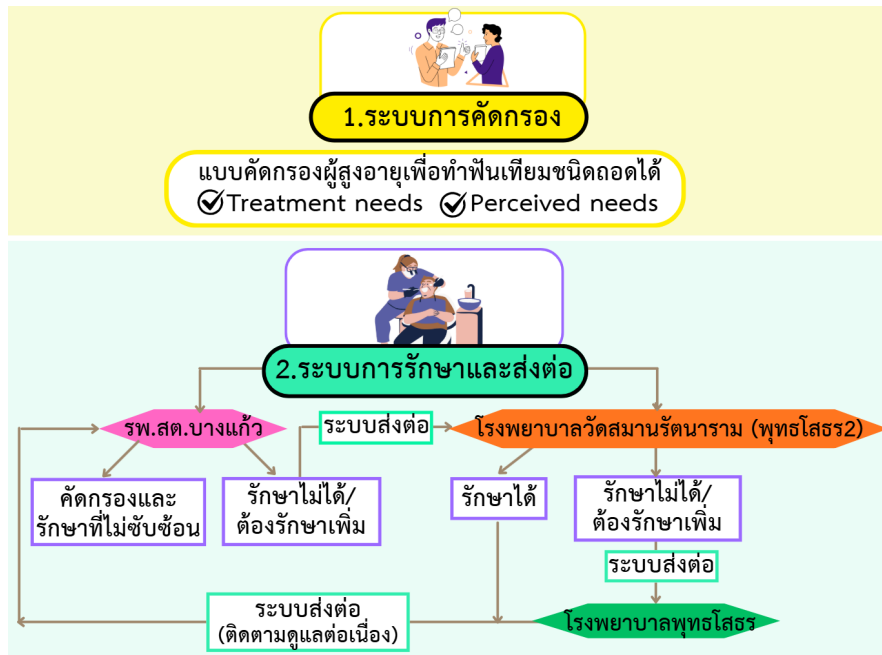 1.ระบบการคัดกรอง
แบบคัดกรองผู้สูงอายุเพื่อทำฟันเทียมชนิดถอดได้
Treatment needs Perceived needs
2.ระบบการรักษาและส่งต่อ
รพ.สต.บางแก้ว
ระบบส่งต่อ
โรงพยาบาลวัดสมานรัตนาราม (พุทธโสธร2)
คัดกรองและ
รักษาที่ไม่ซับซ้อน
รักษาไม่ได้/
ต้องรักษาเพิ่ม
รักษาได้
รักษาไม่ได้/
ต้องรักษาเพิ่ม
ระบบส่งต่อ
ระบบส่งต่อ
(ติดตามดูแลต่อเนื่อง)
โรงพยาบาลพุทธโสธร